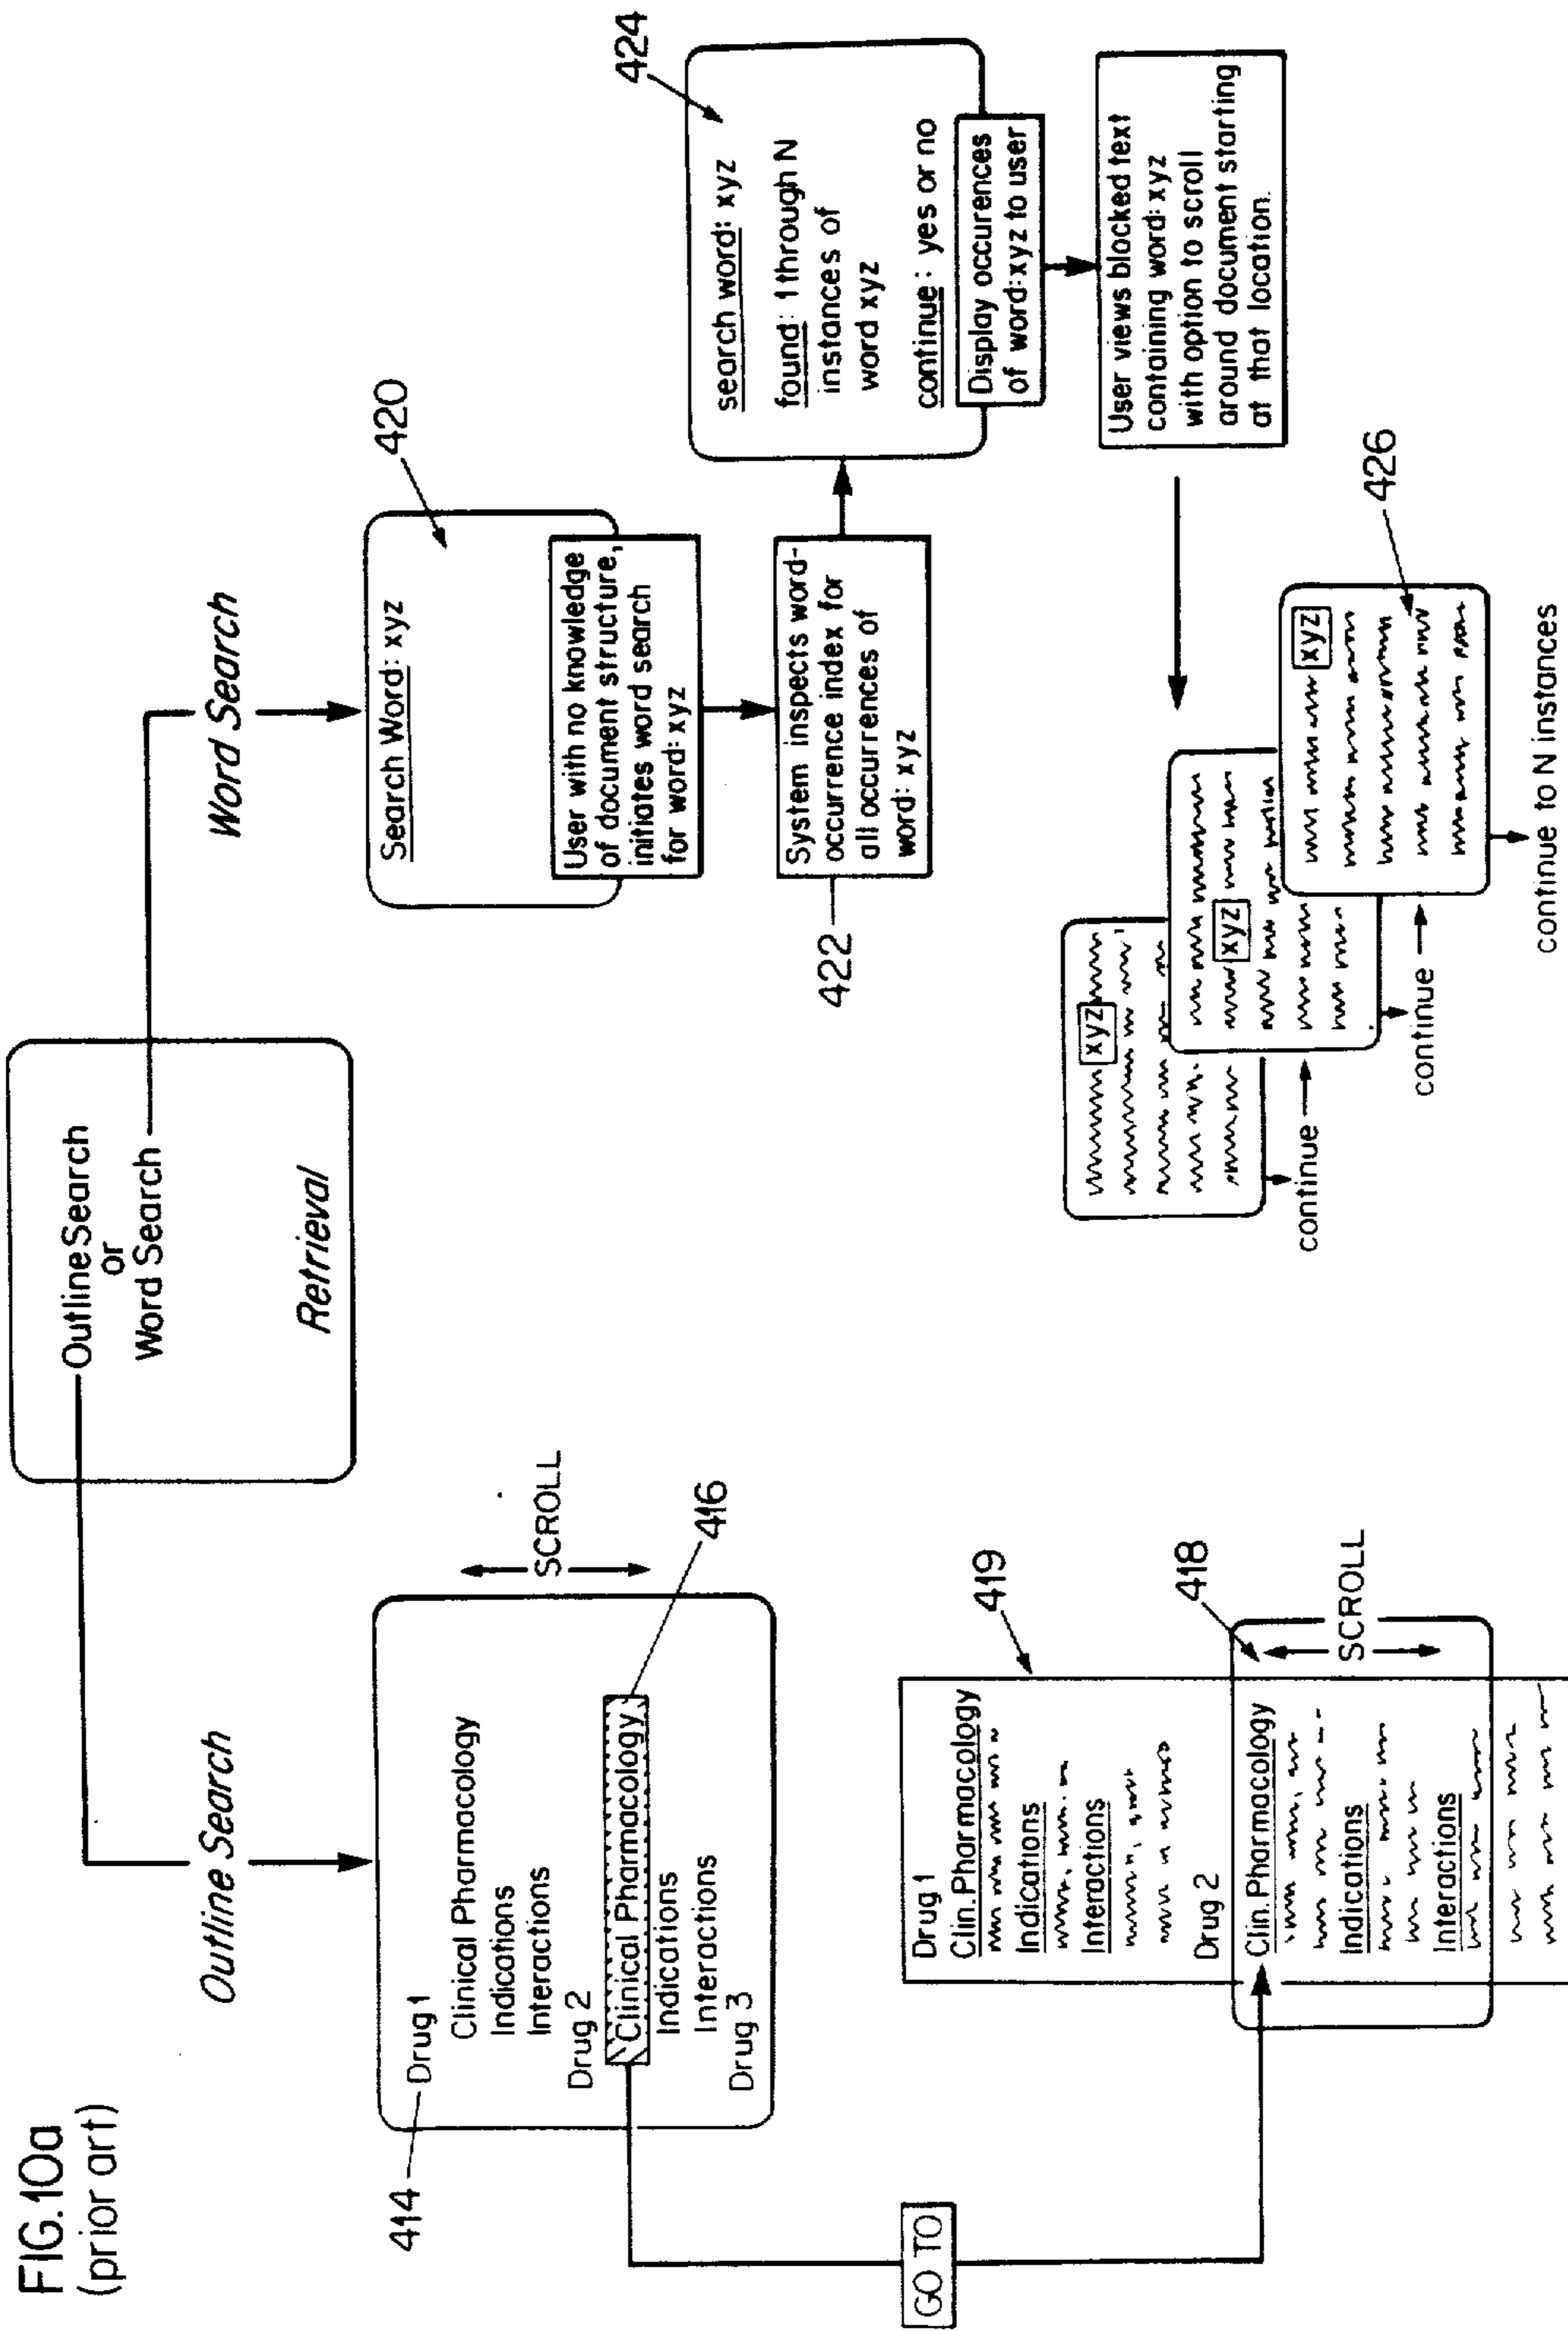 FIG.10a
(prior art)
Outline Search
or
Word Search
Retrieval
Outline Search
414
Drug 1
Clinical Pharmacology
Indications
Interactions
Drug 2
Clinical Pharmacology
Indications
Interactions
Drug 3
SCROLL
416
GO TO
Drug 1
Clin. Pharmacology
Indications
Interactions
Drug 2
Clin. Pharmacology
Indications
Interactions
419
418
SCROLL
Word Search
Search Word: xyz
420
User with no knowledge
of document structure,
initiates word search
for word: xyz
422
System inspects word-
occurrence index for
all occurrences of
word: xyz
424
search word: xyz
found: 1 through N
instances of
word xyz
continue: yes or no
Display occurences
of word: xyz to user
User views blocked text
containing word: xyz
with option to scroll
around document starting
at that location.
xyz
continue
xyz
continue
xyz
426
continue to N instances